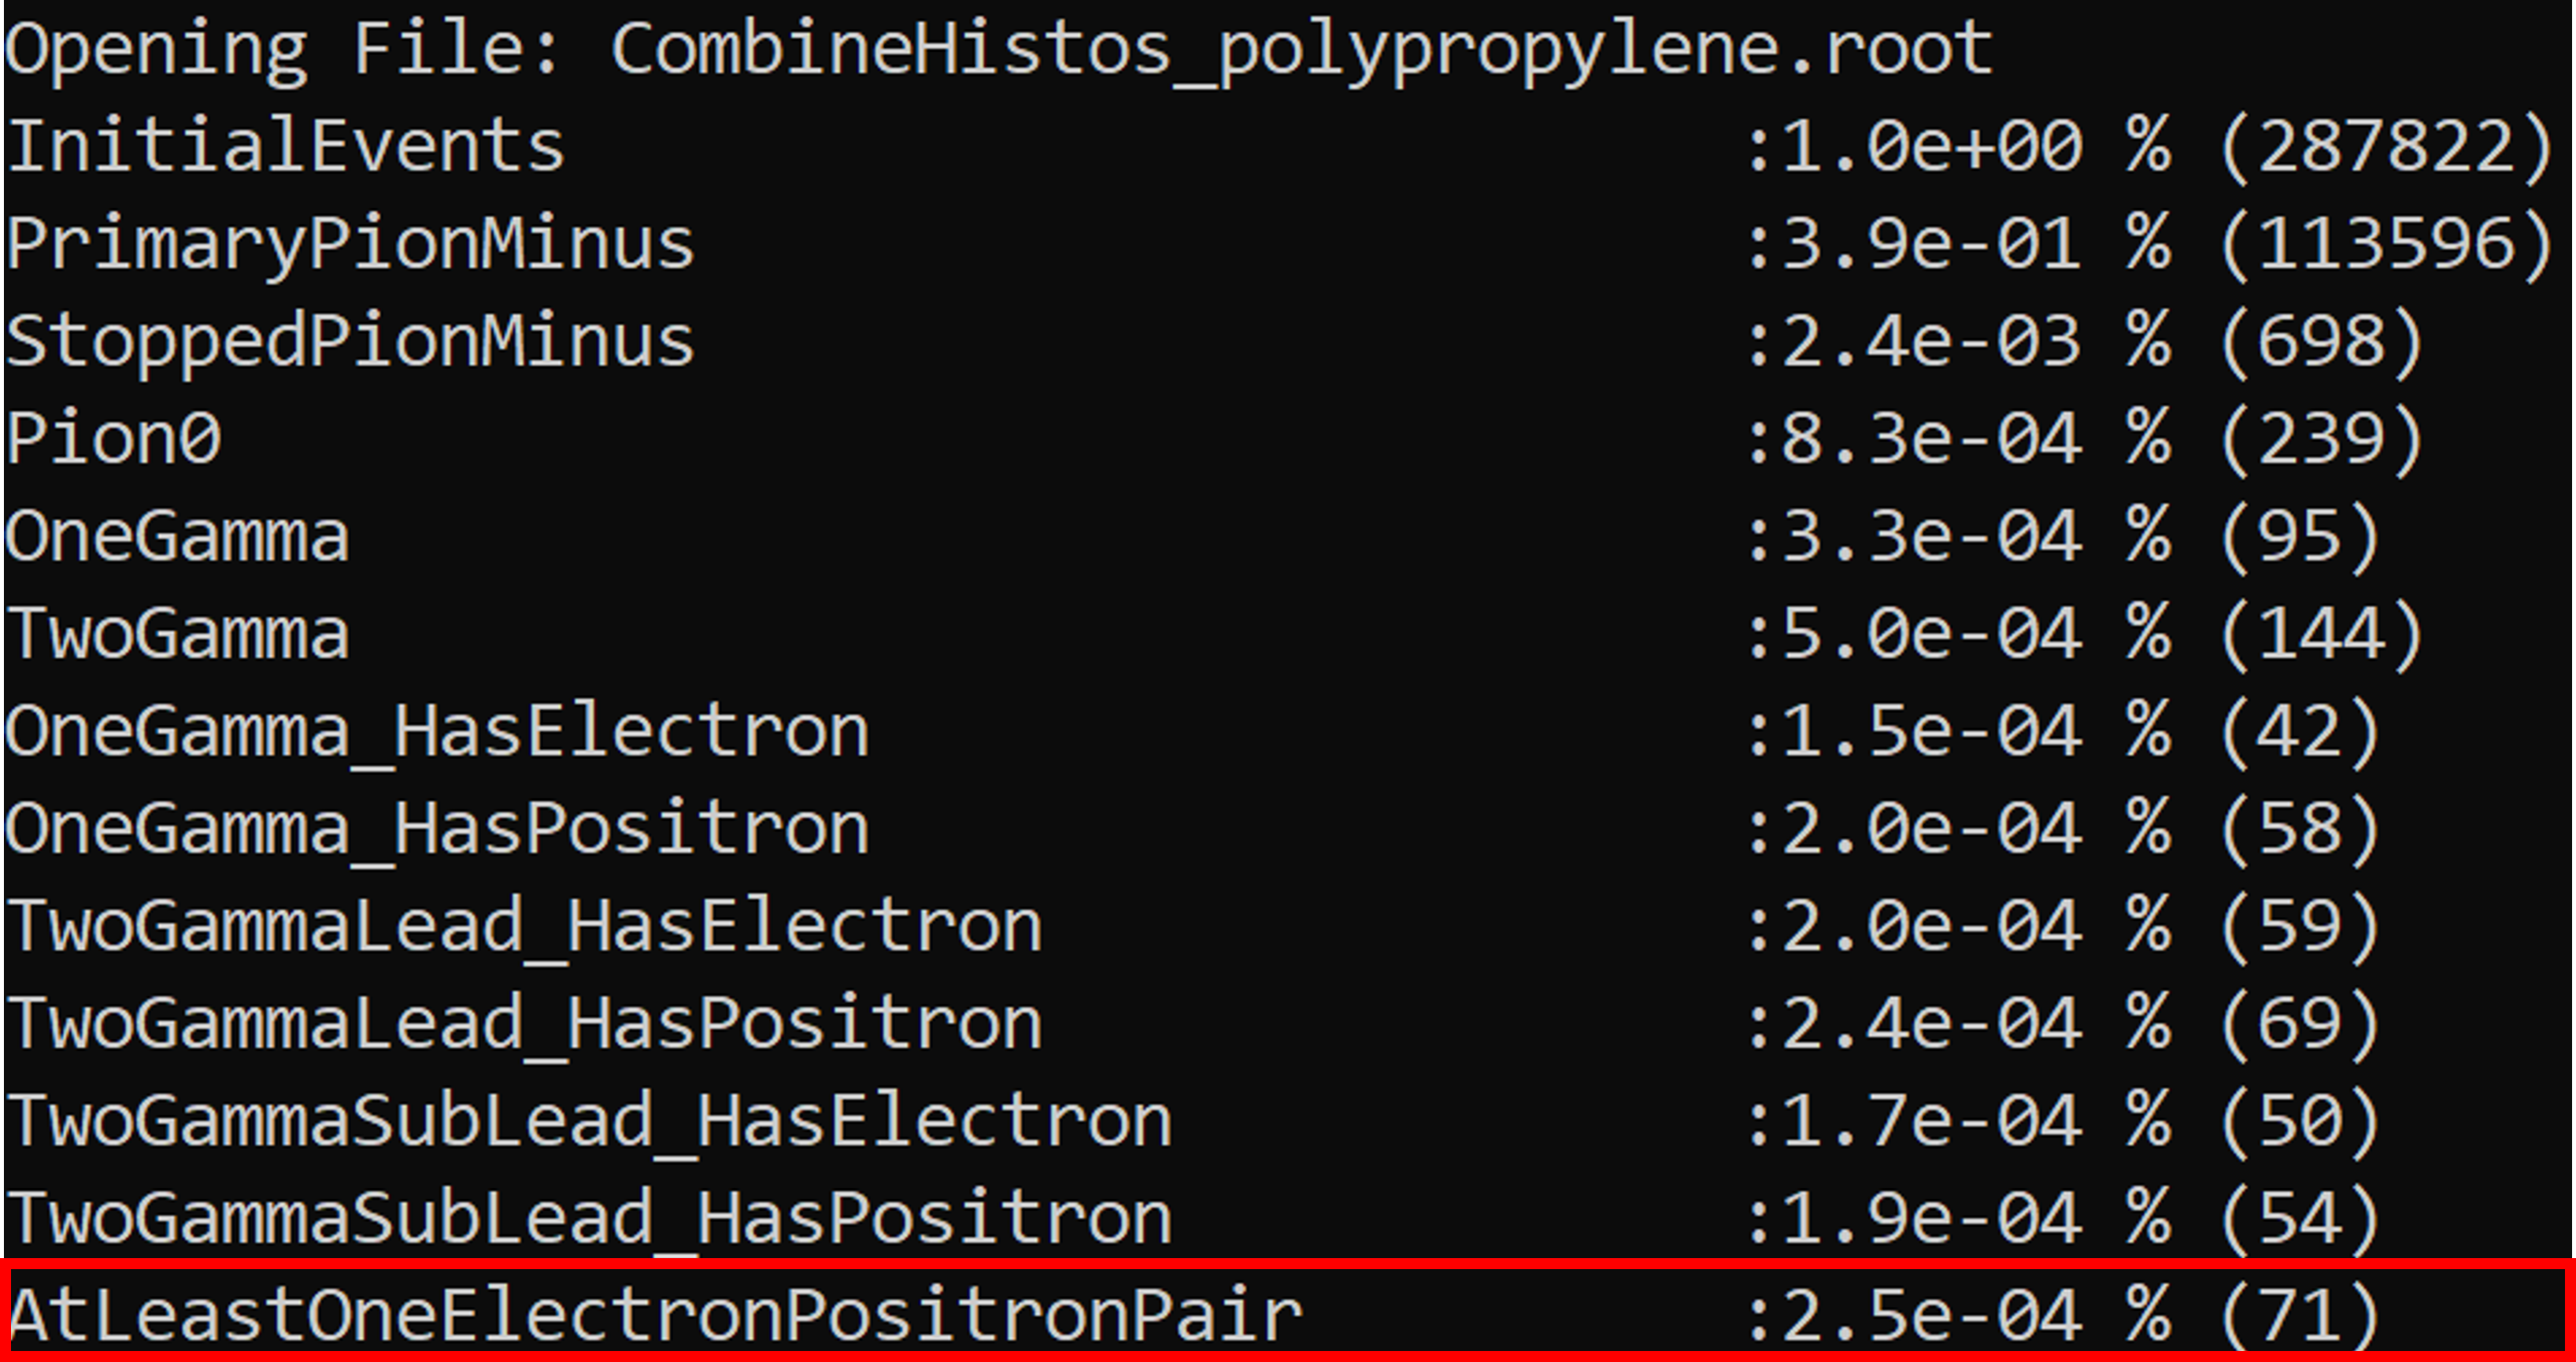 Opening File: CombineHistos_polypropylene.root
InitialEvents :1.0e+00 % (287822)
PrimaryPionMinus :3.9e-01 % (113596)
StoppedPionMinus :2.4e-03 % (698)
Pion0 :8.3e-04 % (239)
OneGamma :3.3e-04 % (95)
TwoGamma :5.0e-04 % (144)
OneGamma_HasElectron :1.5e-04 % (42)
OneGamma_HasPositron :2.0e-04 % (58)
TwoGammaLead_HasElectron :2.0e-04 % (59)
TwoGammaLead_HasPositron :2.4e-04 % (69)
TwoGammaSubLead_HasElectron :1.7e-04 % (50)
TwoGammaSubLead_HasPositron :1.9e-04 % (54)
AtLeastOneElectronPositronPair :2.5e-04 % (71)